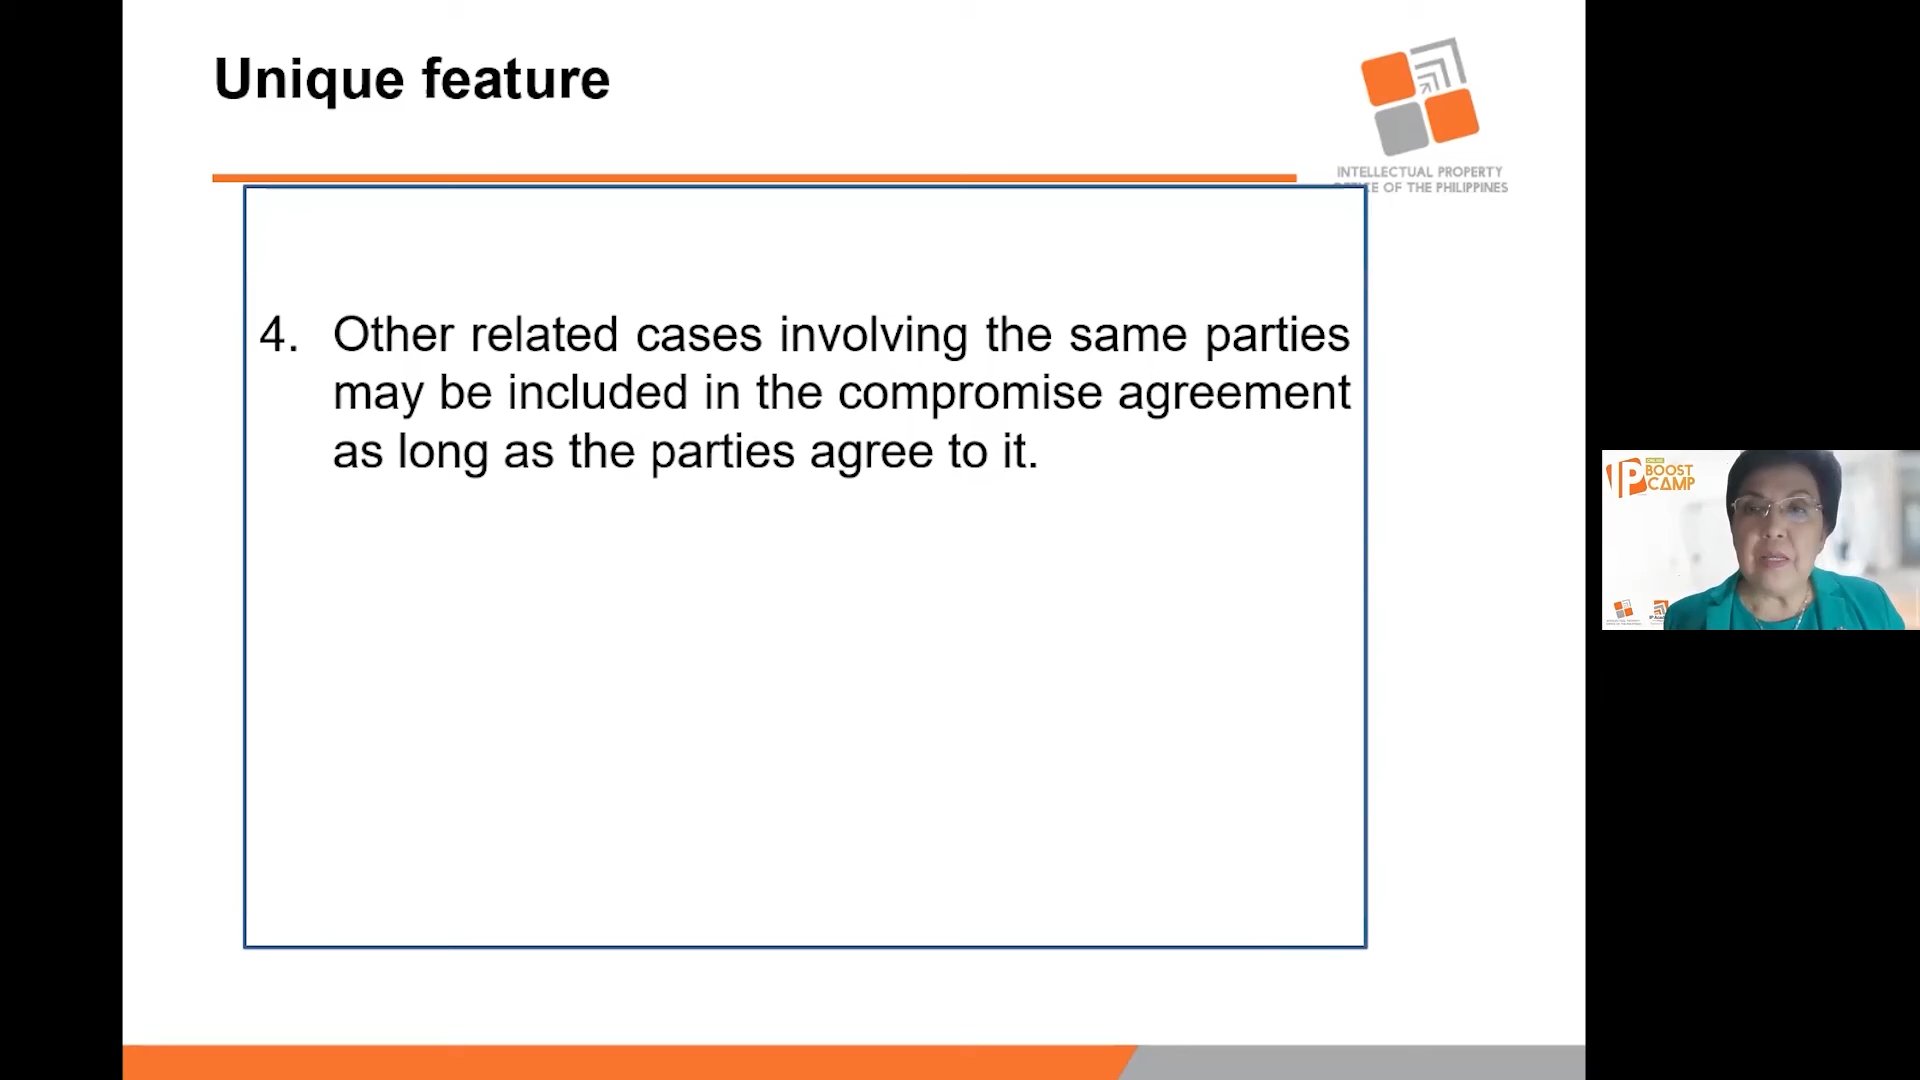 Unique feature
INTELLECTUAL PROPERTY
OFFICE OF THE PHILIPPINES
4. Other related cases involving the same parties
may be included in the compromise agreement
as long as the parties agree to it.
IP BOOST
CAMP